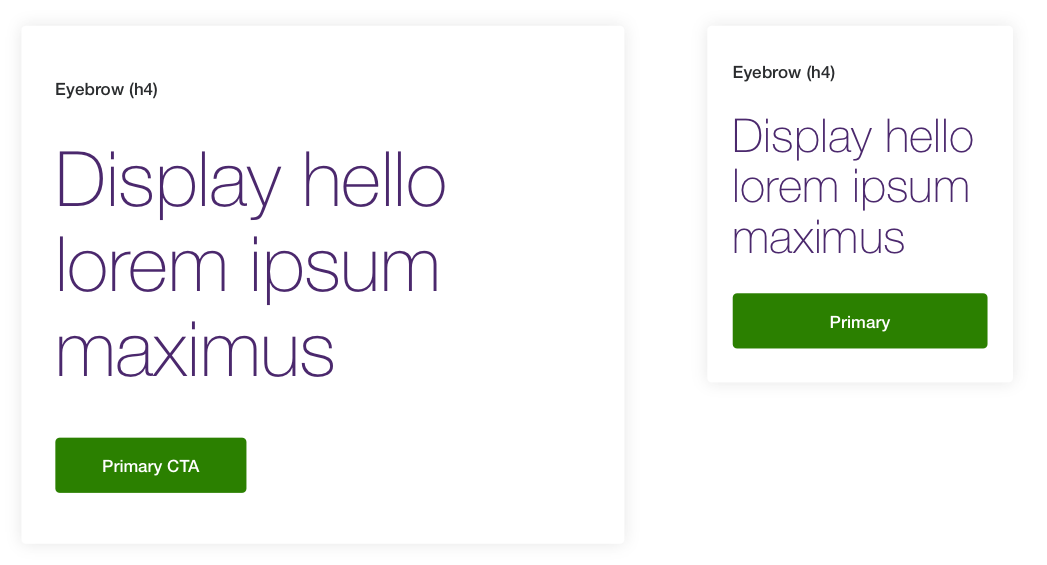 Eyebrow (h4)
Display hello
lorem ipsum
maximus
Primary CTA
Eyebrow (h4)
Display hello
lorem ipsum
maximus
Primary